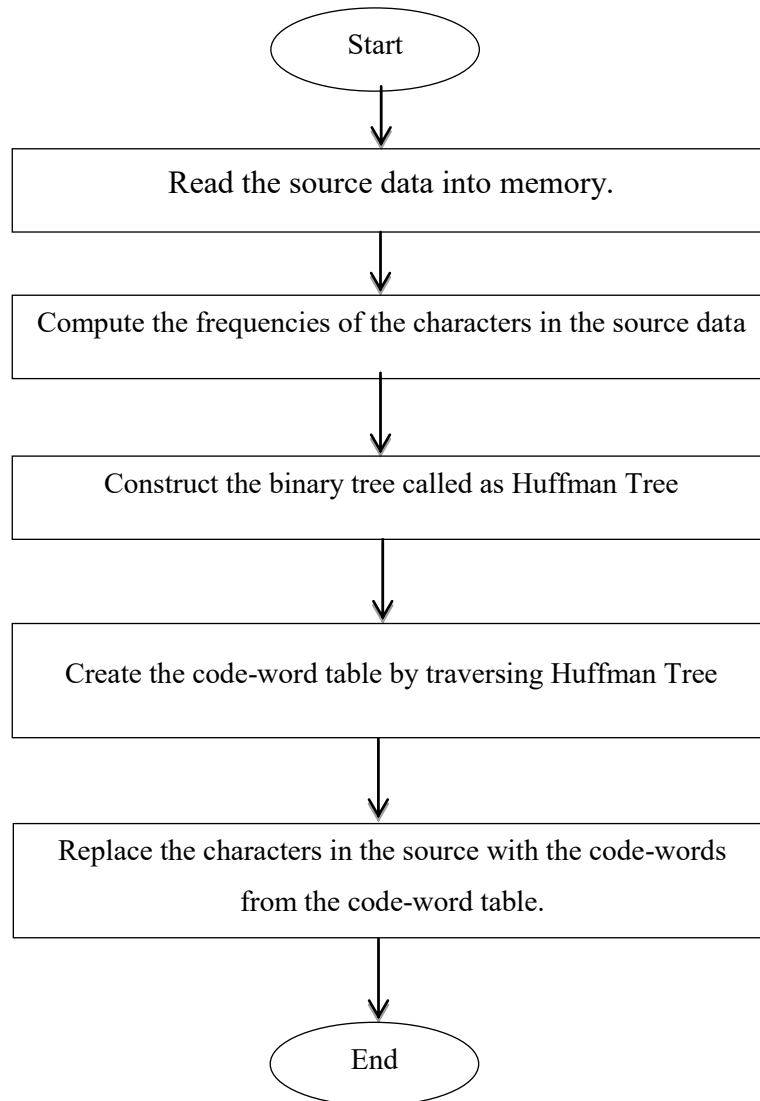 Start
Read the source data into memory.
Compute the frequencies of the characters in the source data
Construct the binary tree called as Huffman Tree
Create the code-word table by traversing Huffman Tree
Replace the characters in the source with the code-words
from the code-word table.
End